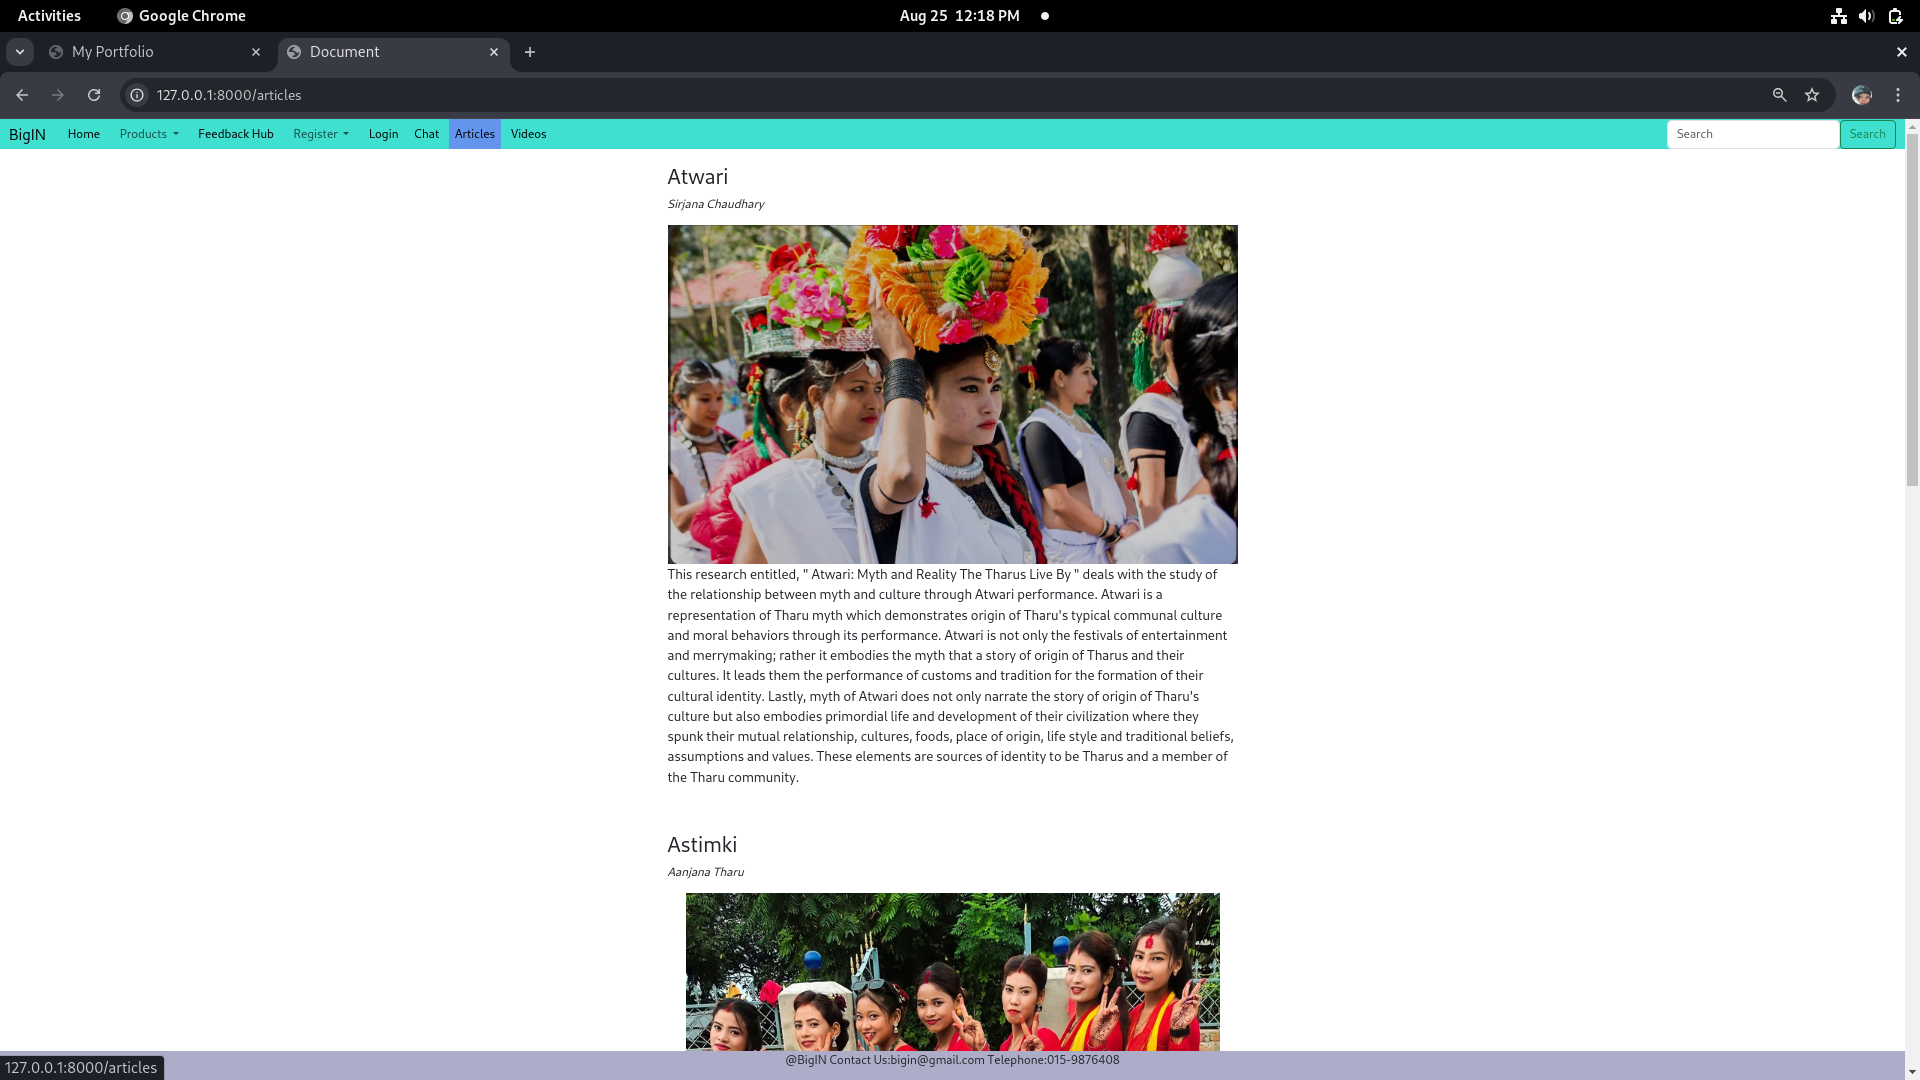 Activities Google Chrome Aug 25 12:18 PM
My Portfolio Document
127.0.0.1:8000/articles
BigIN Home Products Feedback Hub Register Login Chat Articles Videos Search Search
Atwari
Sirjana Chaudhary
This research entitled, " Atwari: Myth and Reality The Tharus Live By " deals with the study of
the relationship between myth and culture through Atwari performance. Atwari is a
representation of Tharu myth which demonstrates origin of Tharu's typical communal culture
and moral behaviors through its performance. Atwari is not only the festivals of entertainment
and merrymaking; rather it embodies the myth that a story of origin of Tharus and their
cultures. It leads them the performance of customs and tradition for the formation of their
cultural identity. Lastly, myth of Atwari does not only narrate the story of origin of Tharu's
culture but also embodies primordial life and development of their civilization where they
spunk their mutual relationship, cultures, foods, place of origin, life style and traditional beliefs,
assumptions and values. These elements are sources of identity to be Tharus and a member of
the Tharu community.
Astimki
Aanjana Tharu
@BigIN Contact Us:bigin@gmail.com Telephone:015-9876408
127.0.0.1:8000/articles